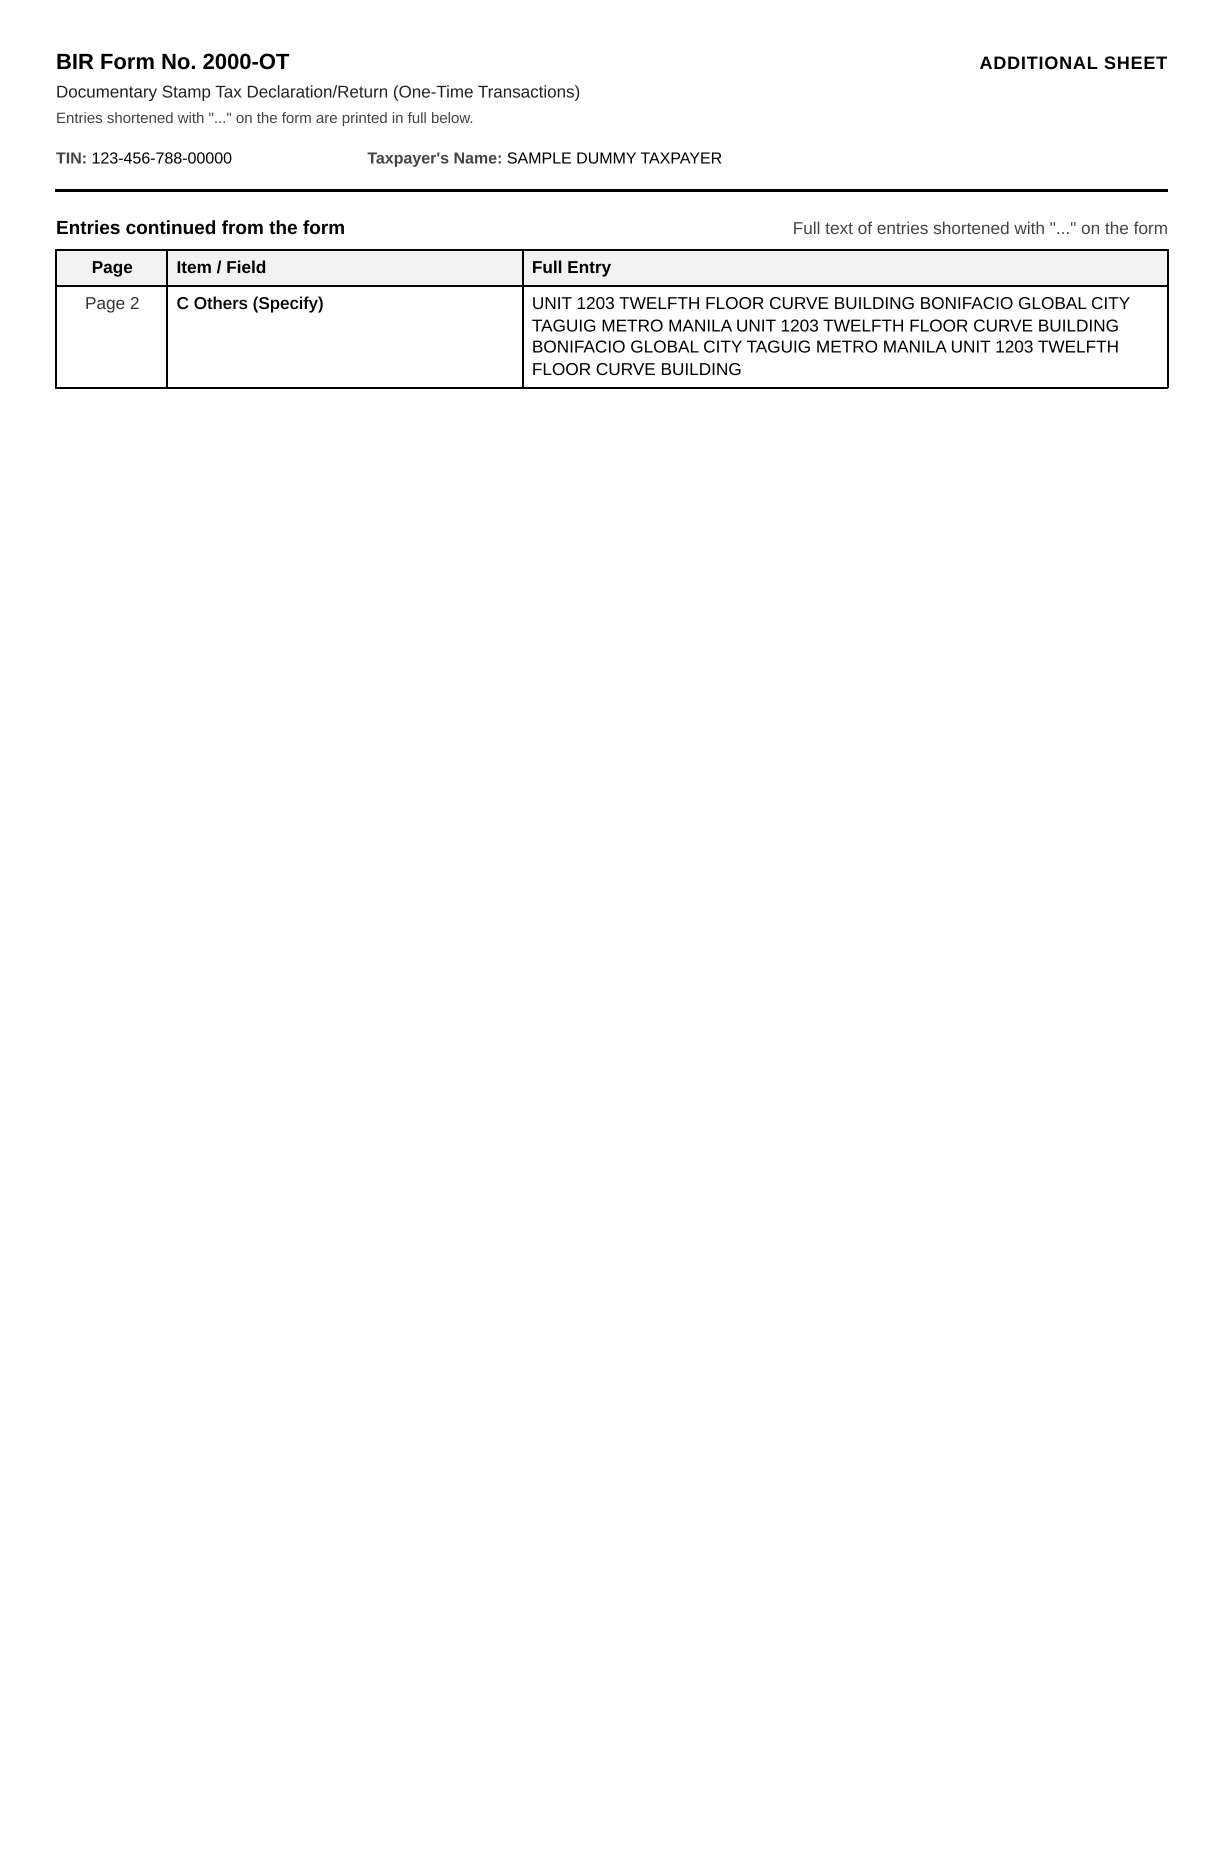 BIR Form No. 2000-OT
ADDITIONAL SHEET
Documentary Stamp Tax Declaration/Return (One-Time Transactions)
Entries shortened with "..." on the form are printed in full below.
TIN: 123-456-788-00000 Taxpayer's Name: SAMPLE DUMMY TAXPAYER
Entries continued from the form
Full text of entries shortened with "..." on the form
Page Item / Field Full Entry
Page 2 C Others (Specify) UNIT 1203 TWELFTH FLOOR CURVE BUILDING BONIFACIO GLOBAL CITY
TAGUIG METRO MANILA UNIT 1203 TWELFTH FLOOR CURVE BUILDING
BONIFACIO GLOBAL CITY TAGUIG METRO MANILA UNIT 1203 TWELFTH
FLOOR CURVE BUILDING